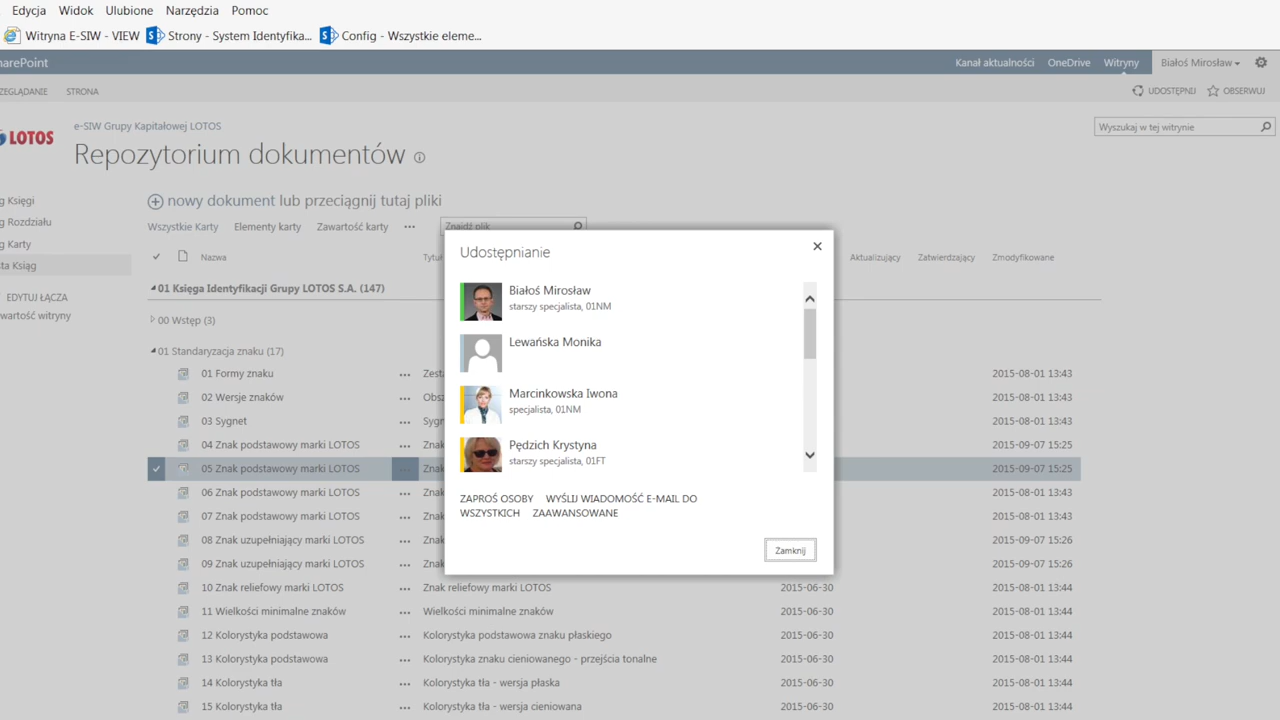 Edycja Widok Ulubione Narzędzia Pomoc
Witryna E-SIW - VIEW Strony - System Identyfika... Config - Wszystkie eleme...
harePoint Kanał aktualności OneDrive Witryny Białoś Mirosław
ZEGLĄDANIE STRONA UDOSTĘPNIJ OBSERWUJ
LOTOS e-SIW Grupy Kapitałowej LOTOS Wyszukaj w tej witrynie
Repozytorium dokumentów
g Księgi
g Rozdziału
g Karty
ta Ksiąg
EDYTUJ ŁĄCZA
wartość witryny
nowy dokument lub przeciągnij tutaj pliki
Wszystkie Karty Elementy karty Zawartość karty ... Znajdź plik
Nazwa Tytuł Aktualizujący Zatwierdzający Zmodyfikowane
01 Księga Identyfikacji Grupy LOTOS S.A. (147)
00 Wstęp (3)
01 Standaryzacja znaku (17)
01 Formy znaku ... Zesta 2015-08-01 13:43
02 Wersje znaków ... Obsz 2015-08-01 13:43
03 Sygnet ... Sygn 2015-08-01 13:43
04 Znak podstawowy marki LOTOS ... Znak 2015-09-07 15:25
05 Znak podstawowy marki LOTOS ... Znak 2015-09-07 15:25
06 Znak podstawowy marki LOTOS ... Znak 2015-08-01 13:43
07 Znak podstawowy marki LOTOS ... Znak 2015-08-01 13:43
08 Znak uzupełniający marki LOTOS ... Znak 2015-09-07 15:26
09 Znak uzupełniający marki LOTOS ... Znak 2015-09-07 15:26
10 Znak reliefowy marki LOTOS ... Znak reliefowy marki LOTOS 2015-06-30 2015-08-01 13:44
11 Wielkości minimalne znaków ... Wielkości minimalne znaków 2015-06-30 2015-08-01 13:44
12 Kolorystyka podstawowa ... Kolorystyka podstawowa znaku płaskiego 2015-06-30 2015-08-01 13:44
13 Kolorystyka podstawowa ... Kolorystyka znaku cieniowanego - przejścia tonalne 2015-06-30 2015-08-01 13:44
14 Kolorystyka tła ... Kolorystyka tła - wersja płaska 2015-06-30 2015-08-01 13:44
15 Kolorystyka tła ... Kolorystyka tła - wersja cieniowana 2015-06-30 2015-08-01 13:44
Udostępnianie
Białoś Mirosław
starszy specjalista, 01NM
Lewańska Monika
Marcinkowska Iwona
specjalista, 01NM
Pędzich Krystyna
starszy specjalista, 01FT
ZAPROŚ OSOBY WYŚLIJ WIADOMOŚĆ E-MAIL DO
WSZYSTKICH ZAAWANSOWANE
Zamknij